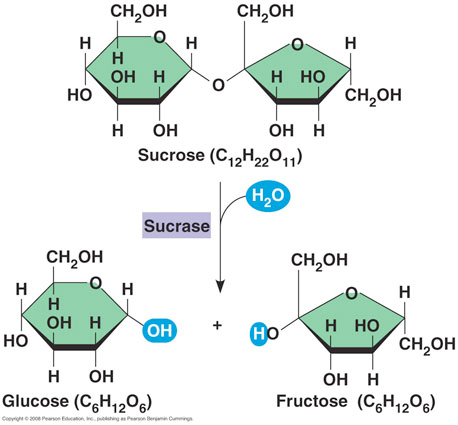 CH₂OH CH₂OH
H O H O H
H
OH H H HO
HO O CH₂OH
H OH OH H
Sucrose (C₁₂H₂₂O₁₁)
H₂O
Sucrase
CH₂OH CH₂OH
H O H O H
H
OH H OH + HO H HO
HO CH₂OH
H OH OH H
Glucose (C₆H₁₂O₆) Fructose (C₆H₁₂O₆)
Copyright © 2008 Pearson Education, Inc., publishing as Pearson Benjamin Cummings.